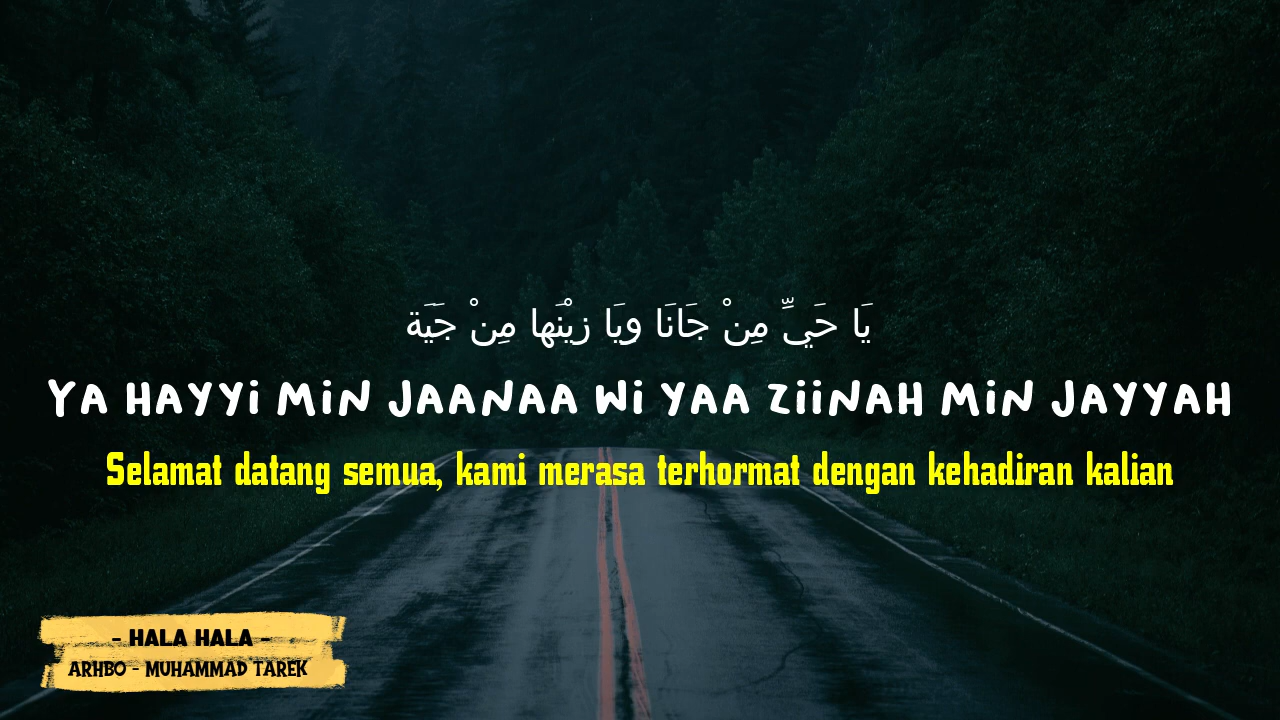 يَا حَيِّ مِنْ جَانَا وِيَا زِيْنَها مِنْ جَيَّة
YA HAYYi MiN JAANAA Wi YAA ZiiNAH MiN JAYYAH
Selamat datang semua, kami merasa terhormat dengan kehadiran kalian
- HALA HALA -
ARHBO - MUHAMMAD TAREK